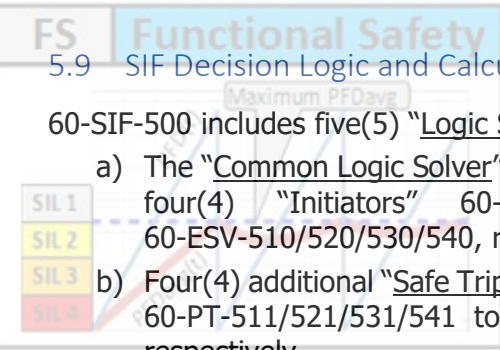 FS Functional Safety
5.9 SIF Decision Logic and Calcu
Maximum PFDavg
60-SIF-500 includes five(5) “Logic S
a) The “Common Logic Solver”
four(4) “Initiators” 60-
60-ESV-510/520/530/540, r
b) Four(4) additional “Safe Trip
60-PT-511/521/531/541 to
respectively
SIL 1
SIL 2
SIL 3
SIL 4
PFD(t)